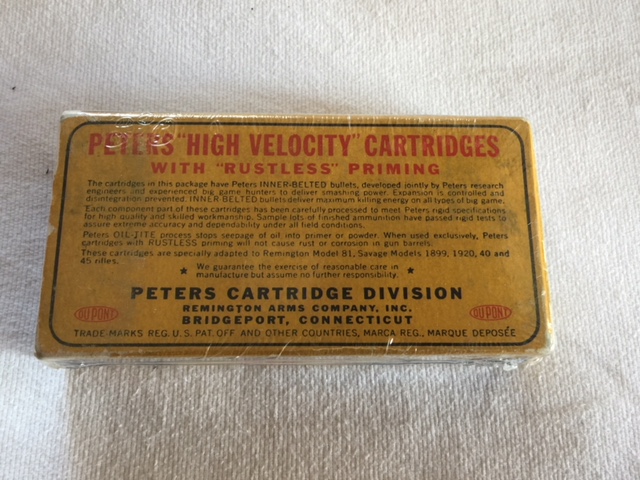 PETERS "HIGH VELOCITY" CARTRIDGES
WITH "RUSTLESS" PRIMING
The cartridges in this package have Peters INNER-BELTED bullets, developed jointly by Peters research
engineers and experienced big game hunters to deliver smashing power. Expansion is controlled and
disintegration prevented. INNER BELTED bullets deliver maximum killing energy on all types of big game.
Each component part of these cartridges has been carefully processed to meet Peters rigid specifications
for high quality and skilled workmanship. Sample lots of finished ammunition have passed rigid tests to
assure extreme accuracy and dependability under all field conditions.
Peters OIL-TITE process stops seepage of oil into primer or powder. When used exclusively, Peters
cartridges with RUSTLESS priming will not cause rust or corrosion in gun barrels.
These cartridges are specially adapted to Remington Model 81, Savage Models 1899, 1920, 40 and
45 rifles.
★ We guarantee the exercise of reasonable care in ★
manufacture but assume no further responsibility.
PETERS CARTRIDGE DIVISION
REMINGTON ARMS COMPANY, INC.
DU PONT BRIDGEPORT, CONNECTICUT DU PONT
TRADE MARKS REG. U.S. PAT. OFF. AND OTHER COUNTRIES, MARCA REG., MARQUE DEPOSÉE